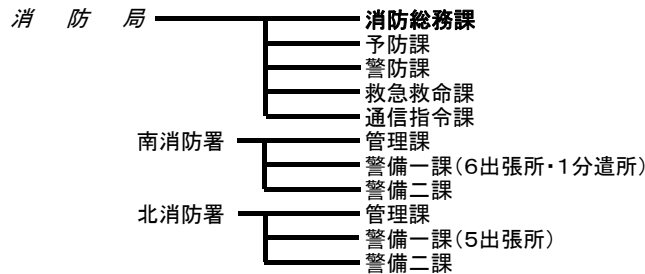 消防局 消防総務課
予防課
警防課
救急救命課
通信指令課
南消防署 管理課
警備一課(6出張所・1分遣所)
警備二課
北消防署 管理課
警備一課(5出張所)
警備二課